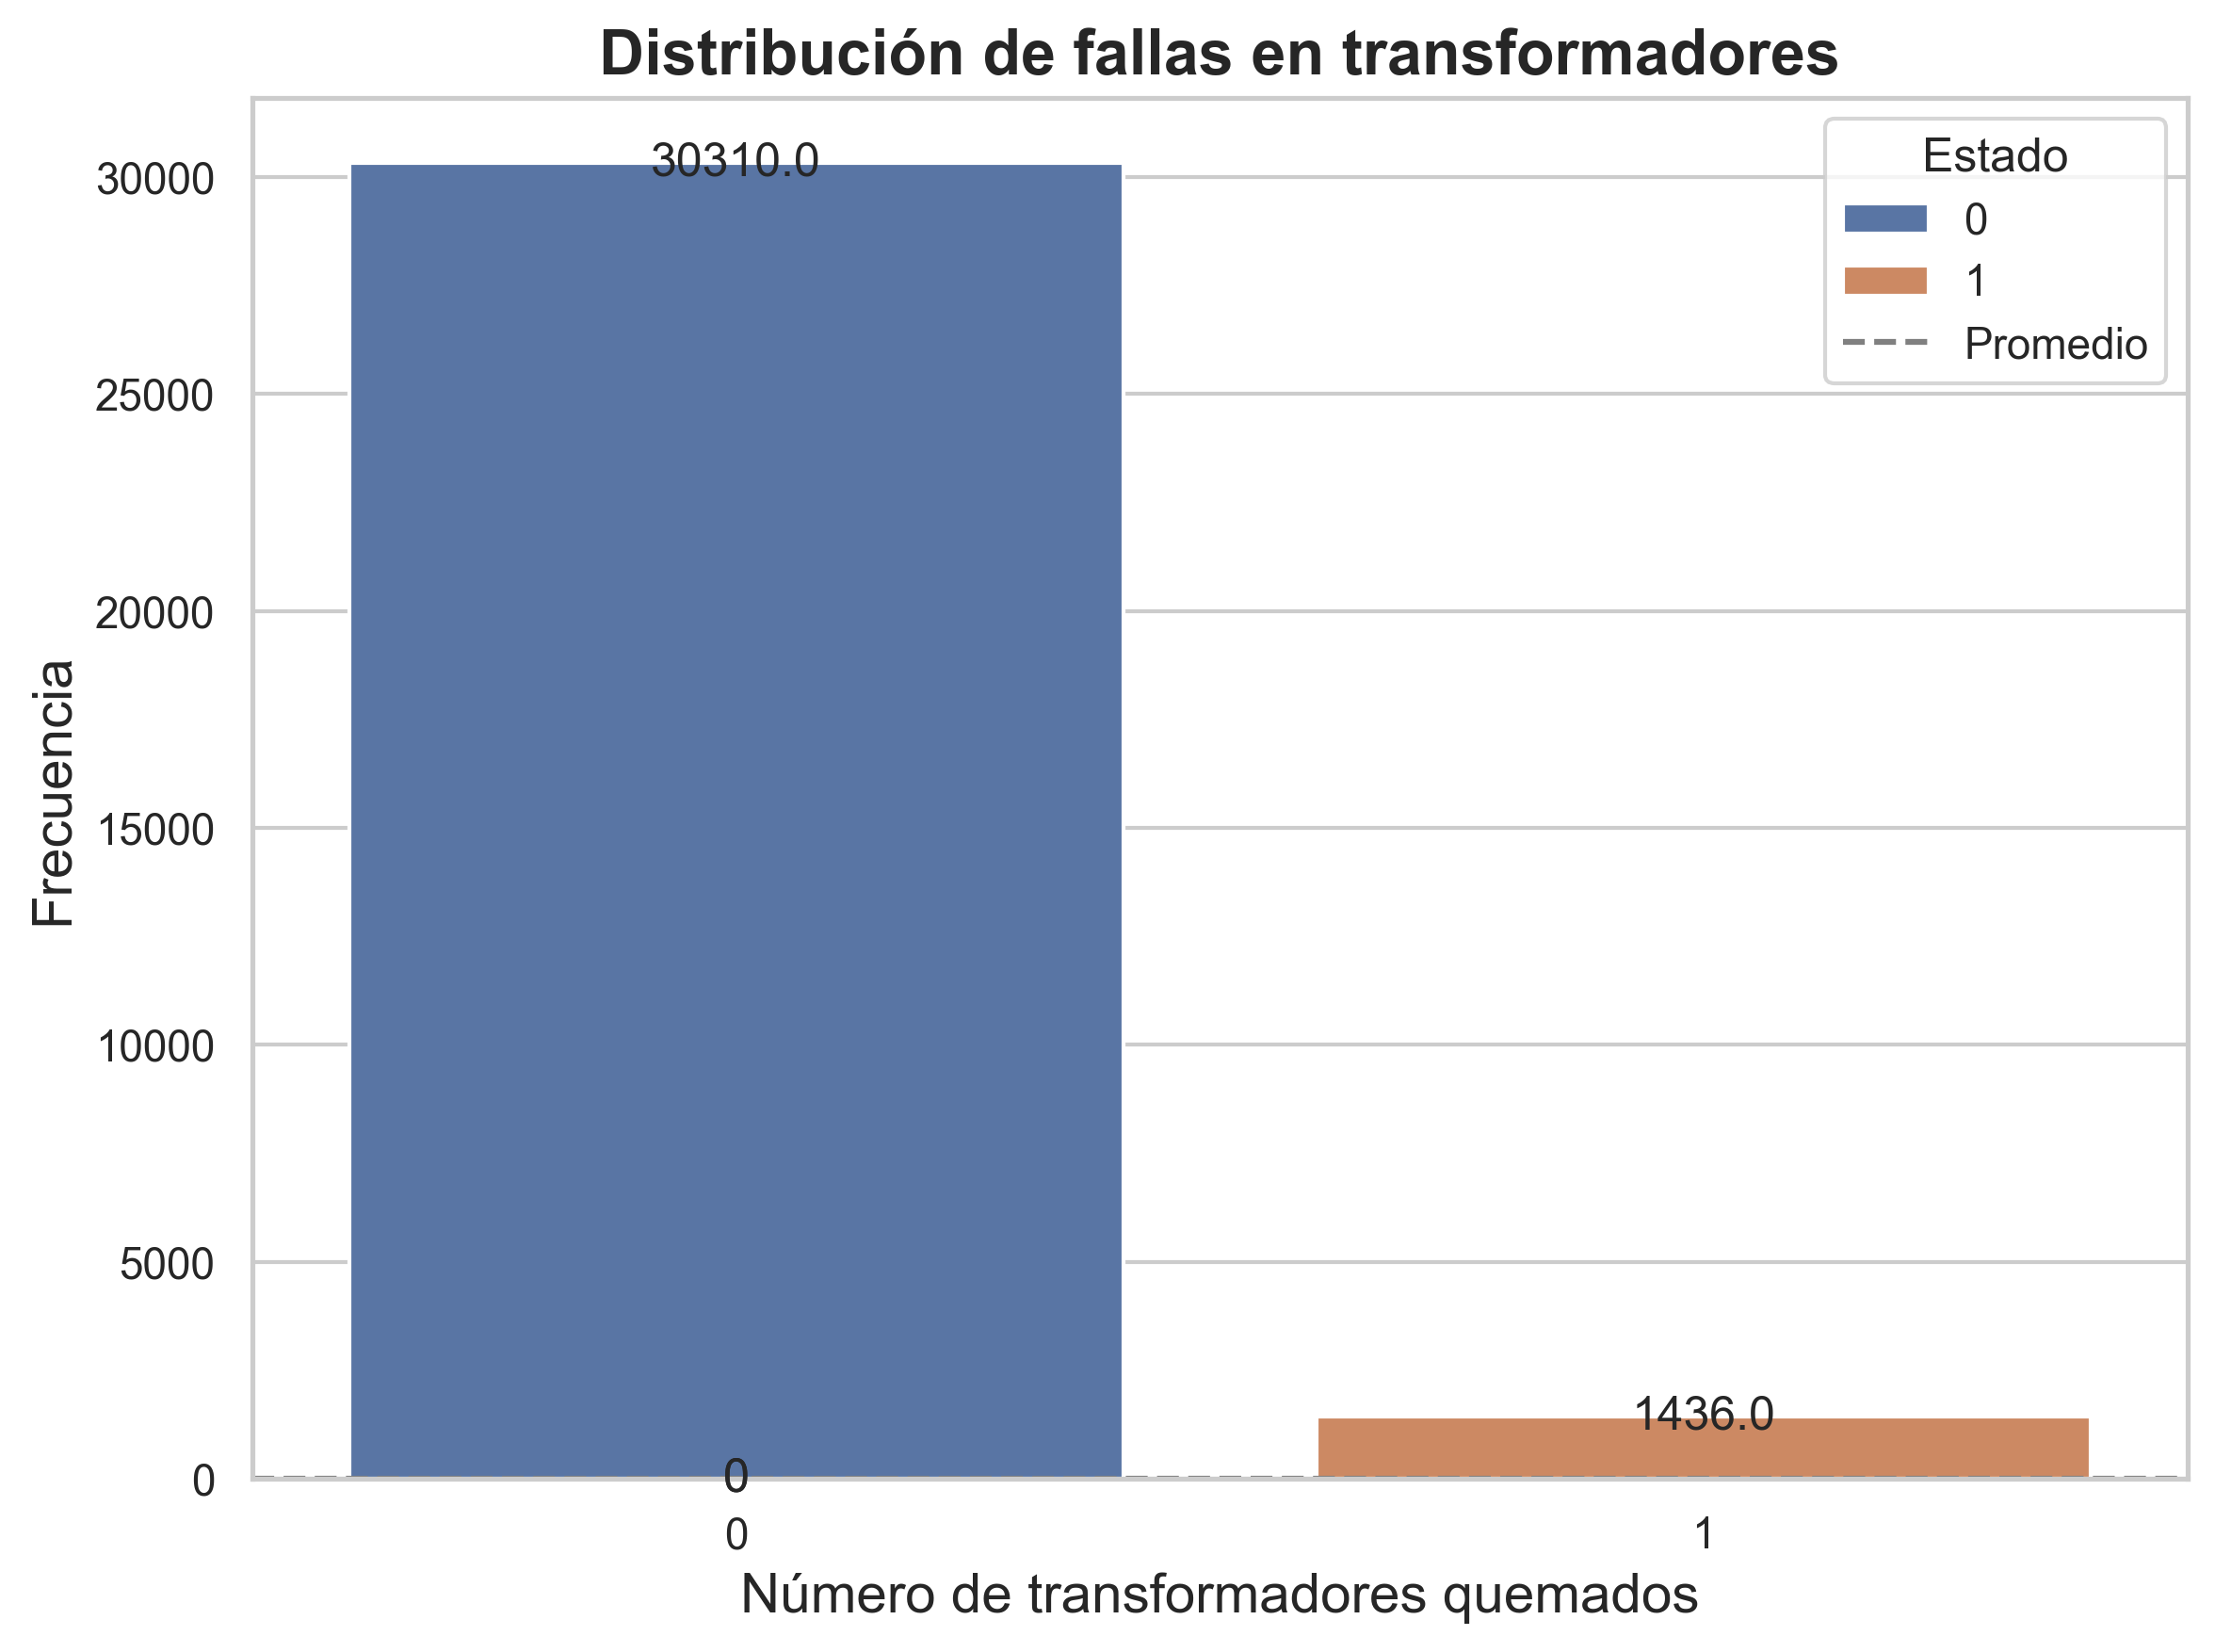 Distribución de fallas en transformadores
Frecuencia
30000
25000
20000
15000
10000
5000
0
30310.0
0
1436.0
Estado
0
1
Promedio
0
1
Número de transformadores quemados